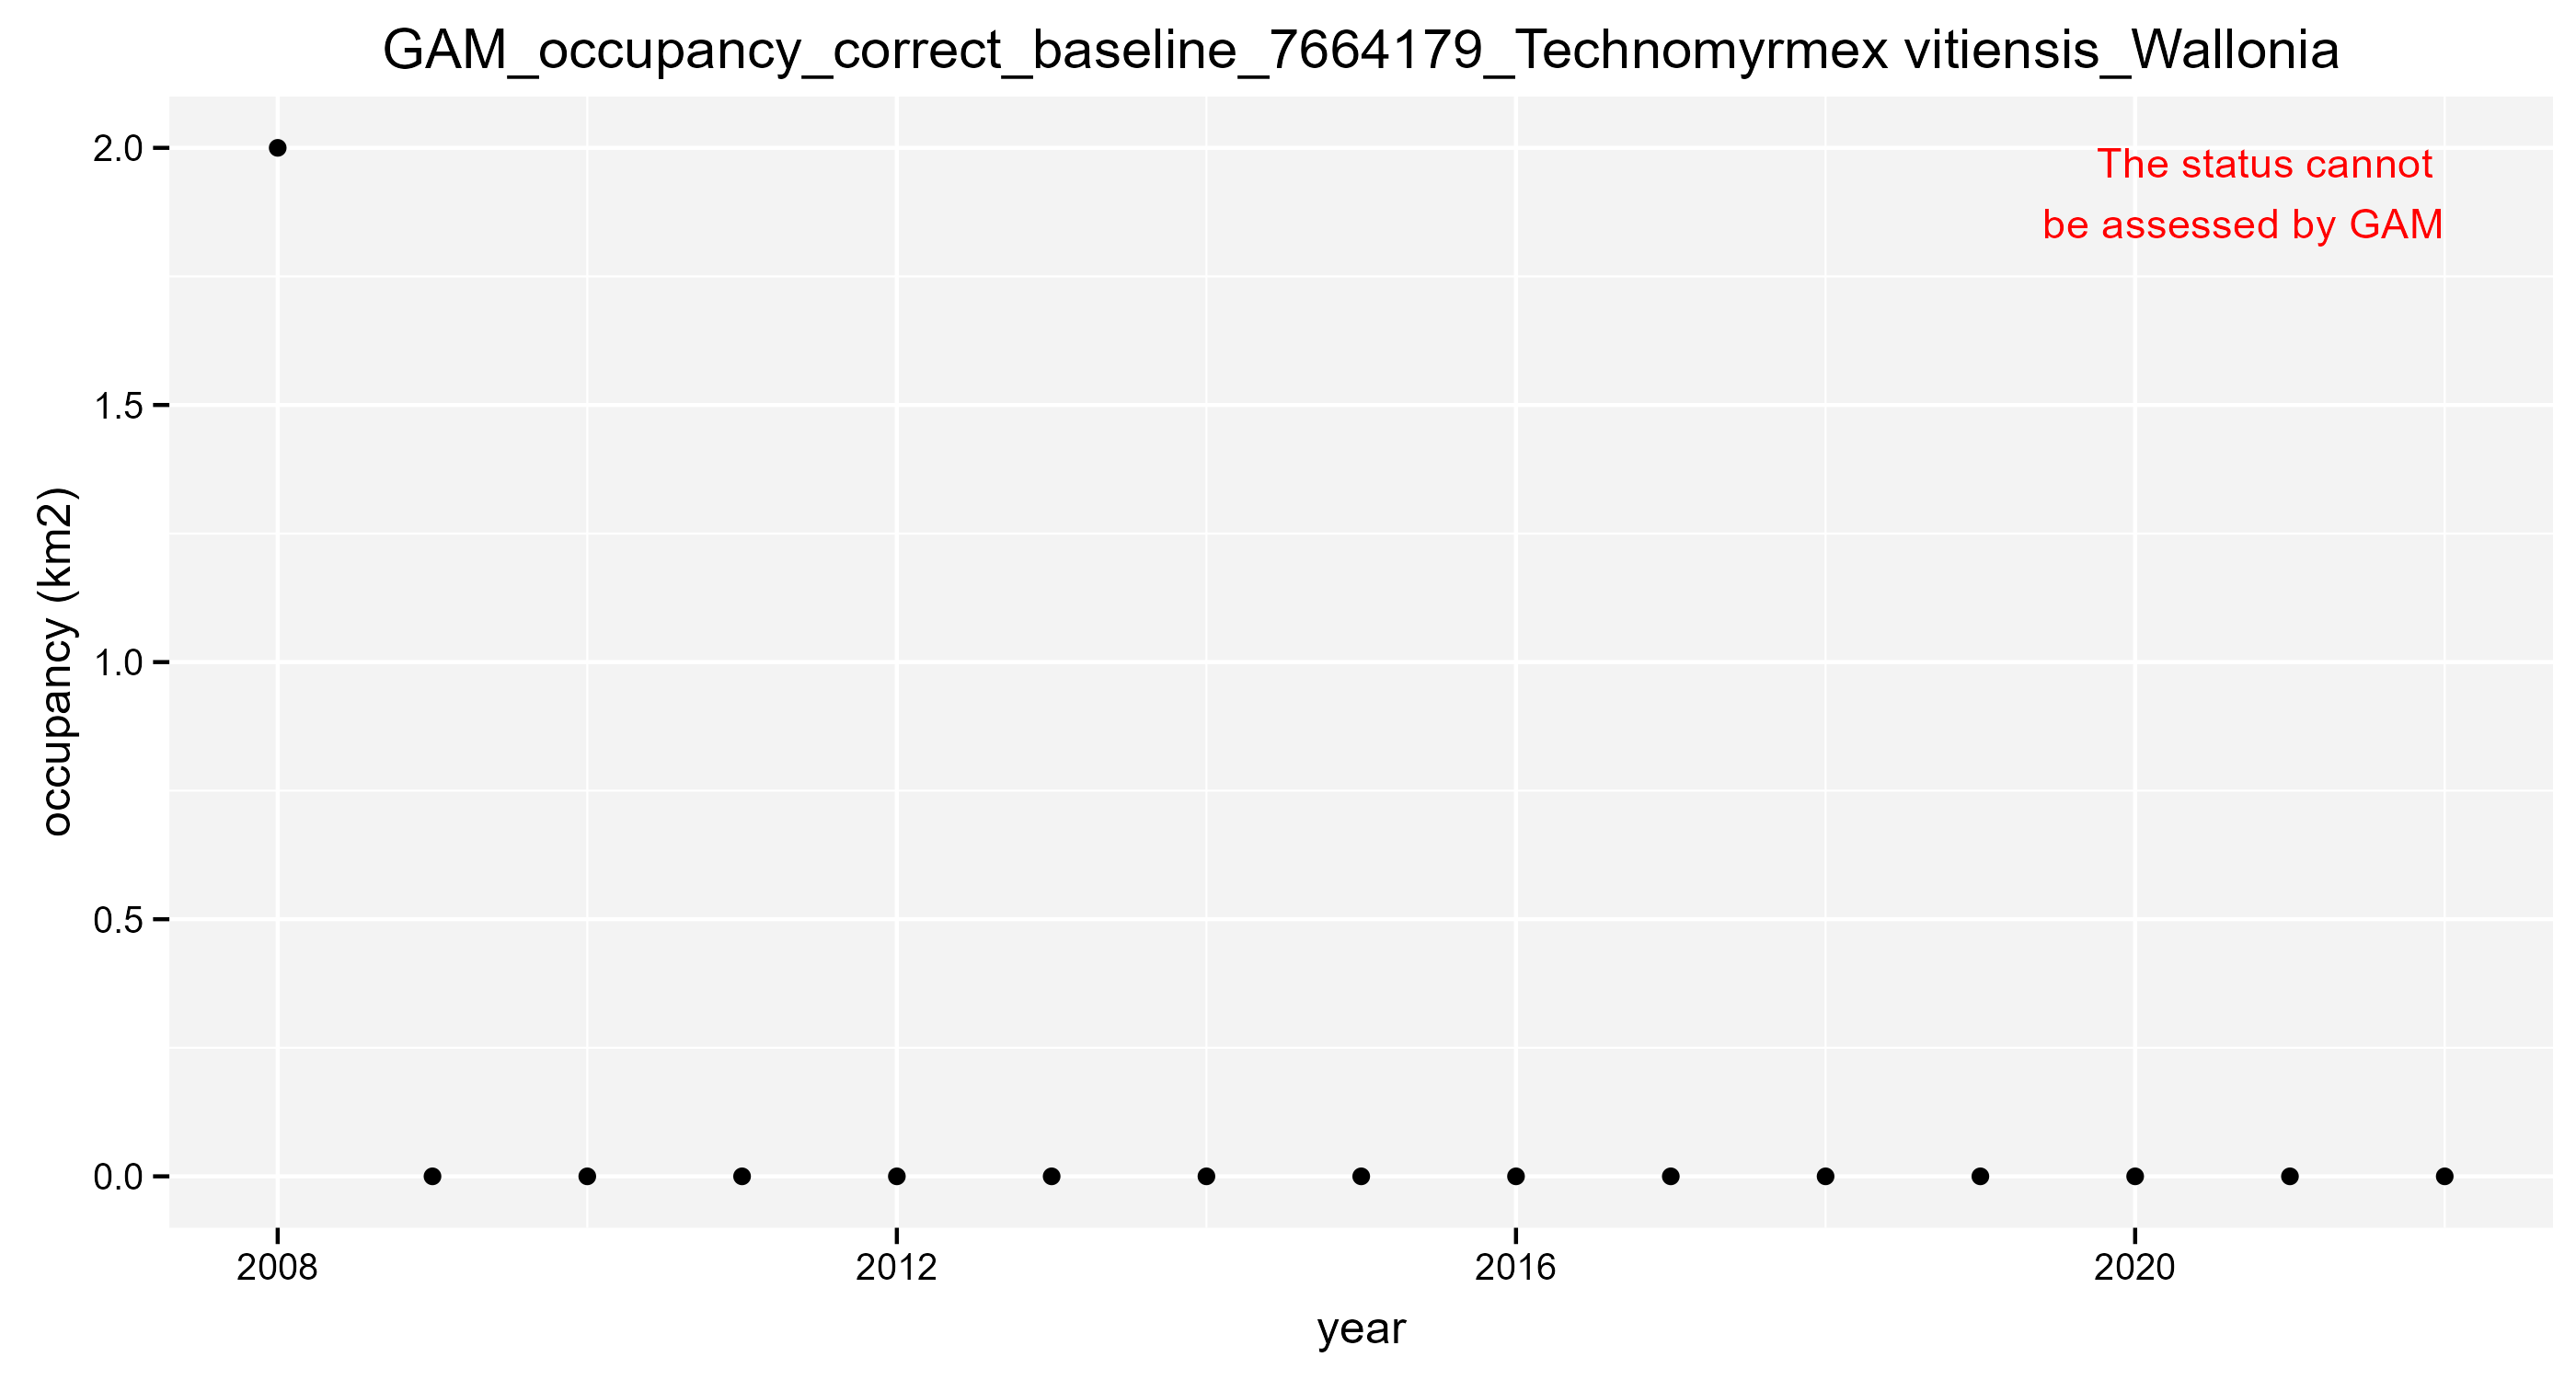 GAM_occupancy_correct_baseline_7664179_Technomyrmex vitiensis_Wallonia
The status cannot
be assessed by GAM
2.0
1.5
1.0
0.5
0.0
occupancy (km2)
2008 2012 2016 2020
year